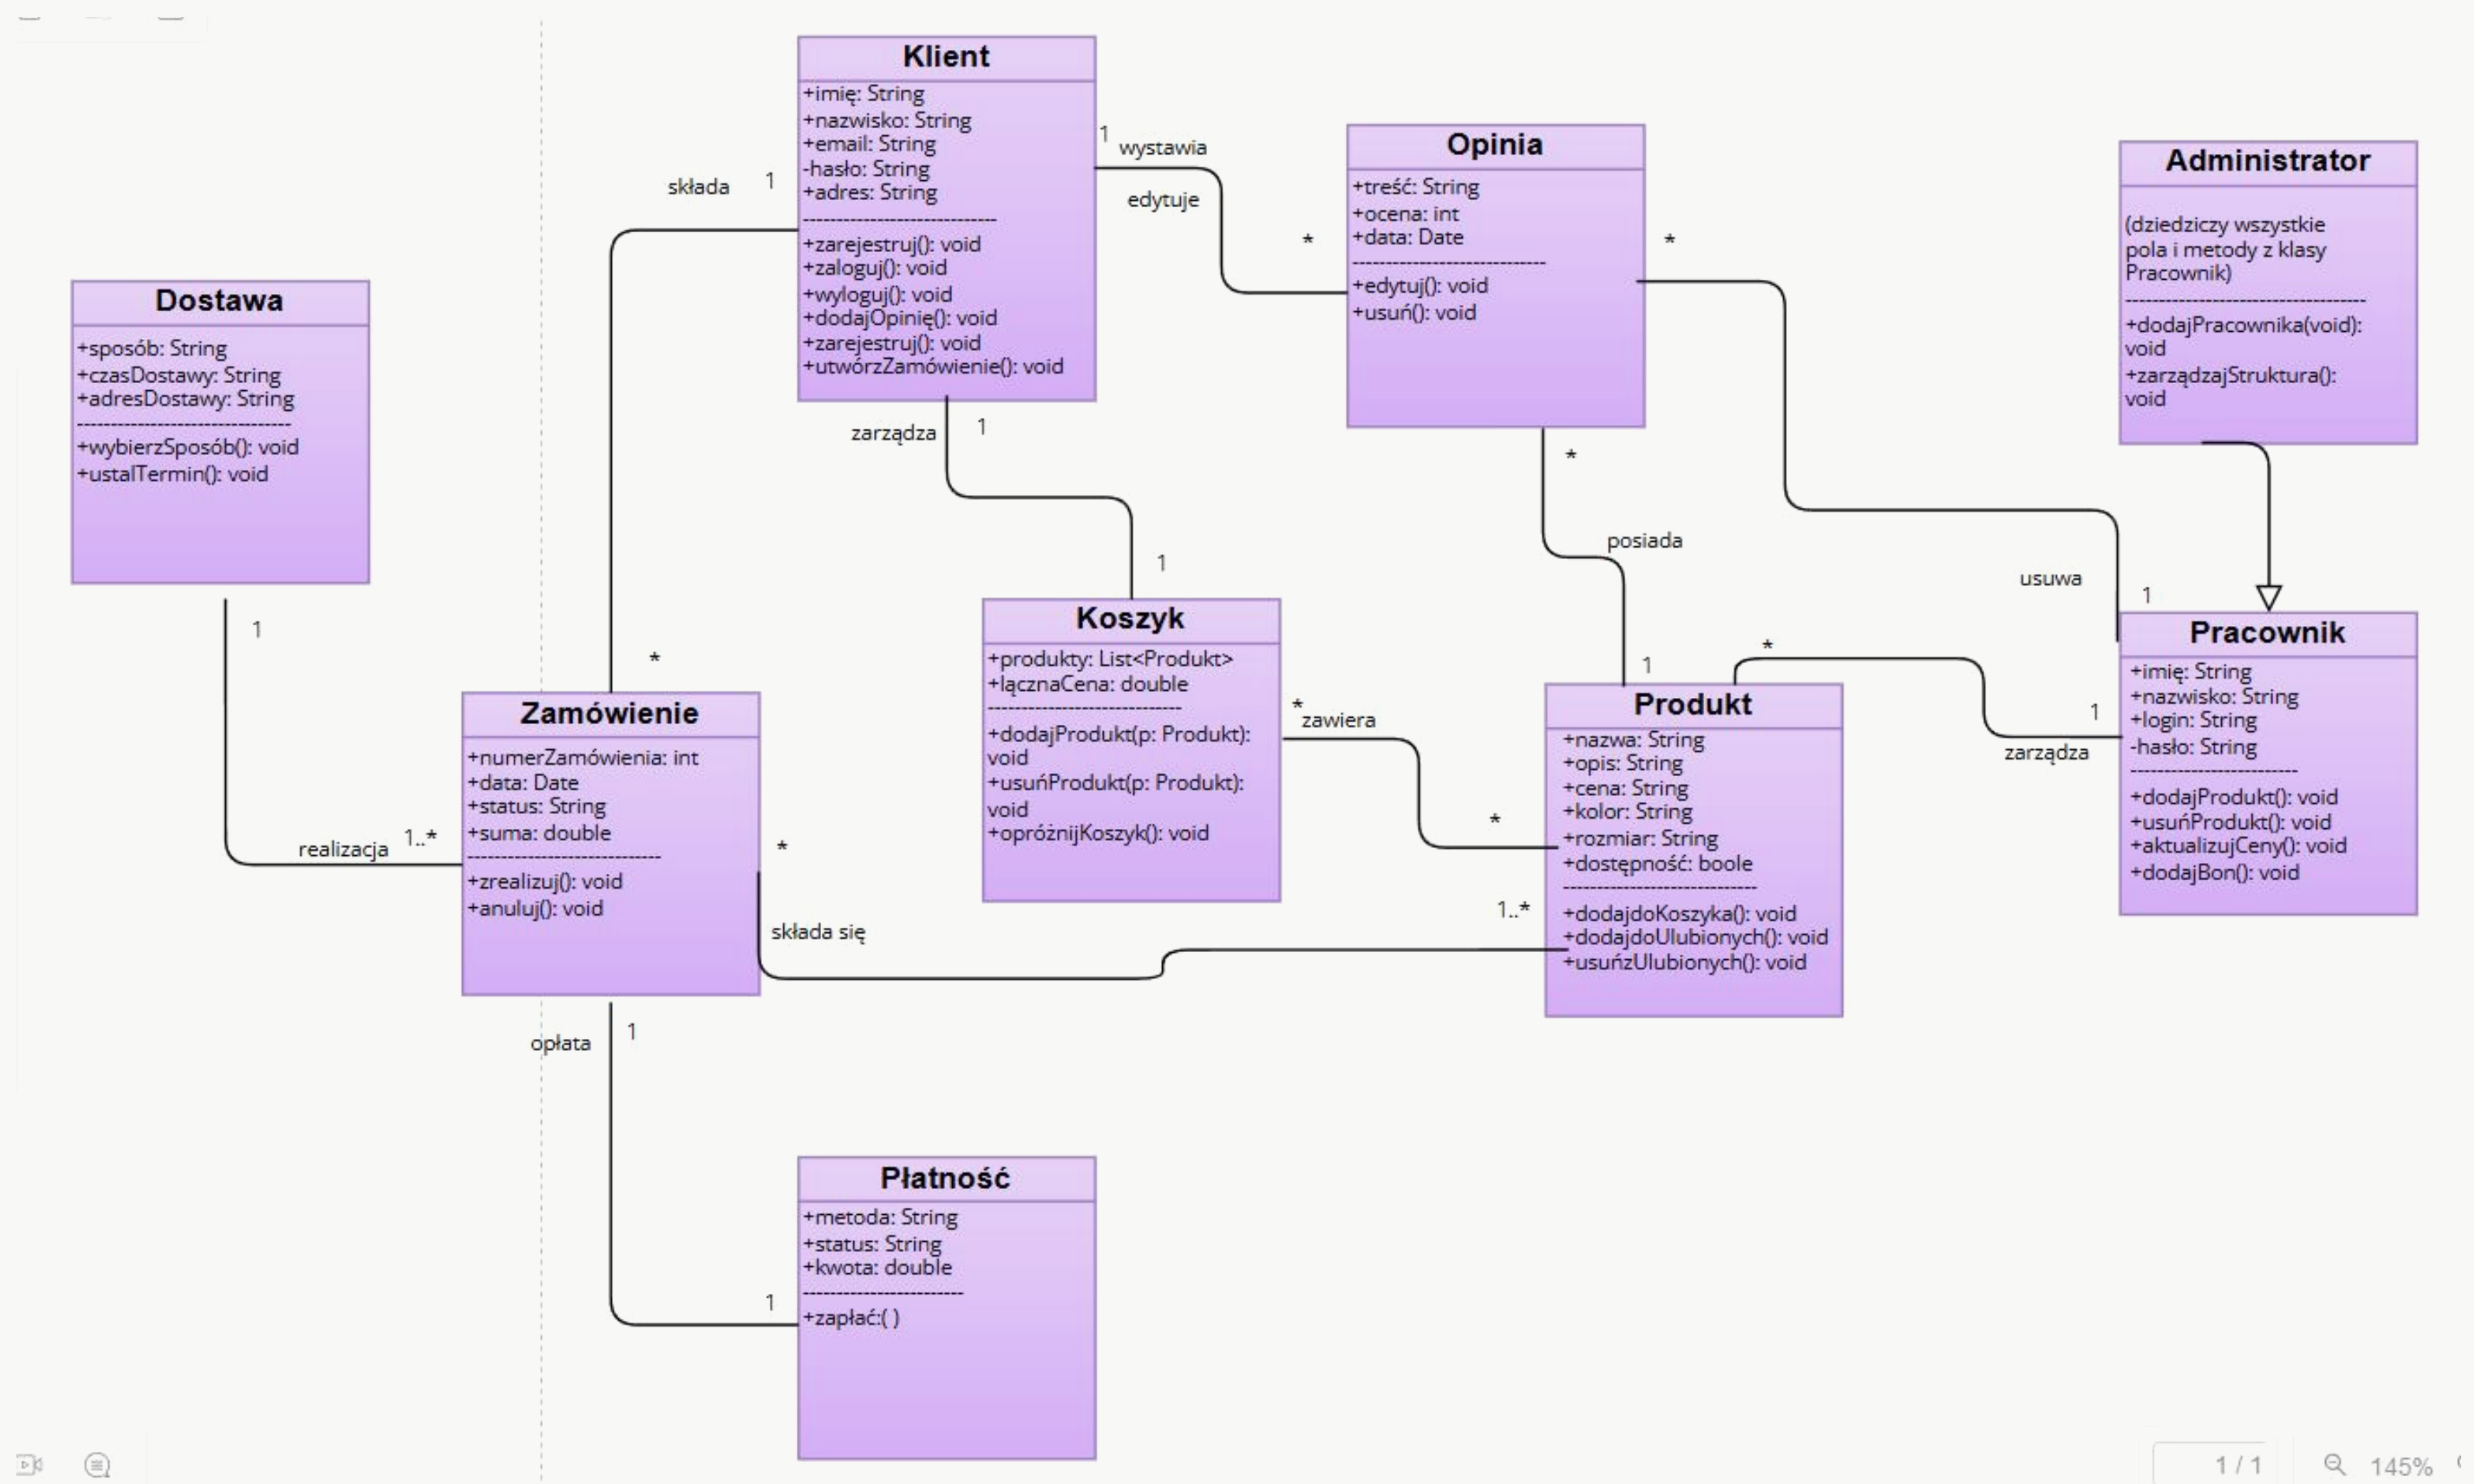 Klient
+imię: String
+nazwisko: String
+email: String
-hasło: String
+adres: String
-----------------------------
+zarejestruj(): void
+zaloguj(): void
+wyloguj(): void
+dodajOpinię(): void
+zarejestruj(): void
+utwórzZamówienie(): void
1
wystawia
edytuje
*
składa
1
zarządza
1
Opinia
+treść: String
+ocena: int
+data: Date
-----------------------------
+edytuj(): void
+usuń(): void
*
*
posiada
1
Administrator
(dziedziczy wszystkie
pola i metody z klasy
Pracownik)
------------------------------------
+dodajPracownika(void):
void
+zarządzajStruktura():
void
Dostawa
+sposób: String
+czasDostawy: String
+adresDostawy: String
--------------------------------
+wybierzSposób(): void
+ustalTermin(): void
1
realizacja
1..*
*
Zamówienie
+numerZamówienia: int
+data: Date
+status: String
+suma: double
-----------------------------
+zrealizuj(): void
+anuluj(): void
*
składa się
1..*
opłata
1
1
Koszyk
+produkty: List<Produkt>
+lącznaCena: double
-----------------------------
+dodajProdukt(p: Produkt):
void
+usuńProdukt(p: Produkt):
void
+opróżnijKoszyk(): void
*
zawiera
*
Produkt
+nazwa: String
+opis: String
+cena: String
+kolor: String
+rozmiar: String
+dostępność: boole
-----------------------------
+dodajdoKoszyka(): void
+dodajdoUlubionych(): void
+usuńzUlubionych(): void
*
1
zarządza
usuwa
1
Pracownik
+imię: String
+nazwisko: String
+login: String
-hasło: String
-------------------------
+dodajProdukt(): void
+usuńProdukt(): void
+aktualizujCeny(): void
+dodajBon(): void
Płatność
+metoda: String
+status: String
+kwota: double
------------------------
+zapłać:( )
1
1 / 1
145%